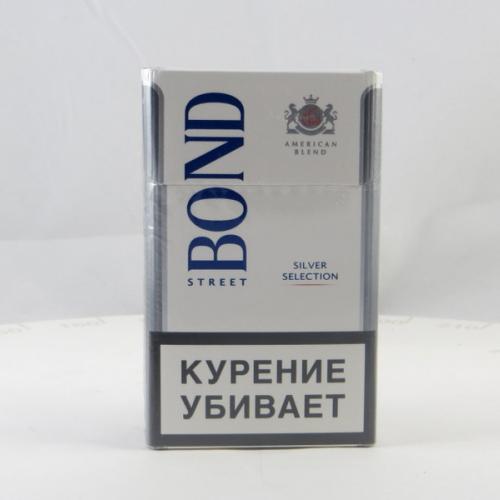 BOND
STREET
AMERICAN
BLEND
SILVER
SELECTION
КУРЕНИЕ
УБИВАЕТ